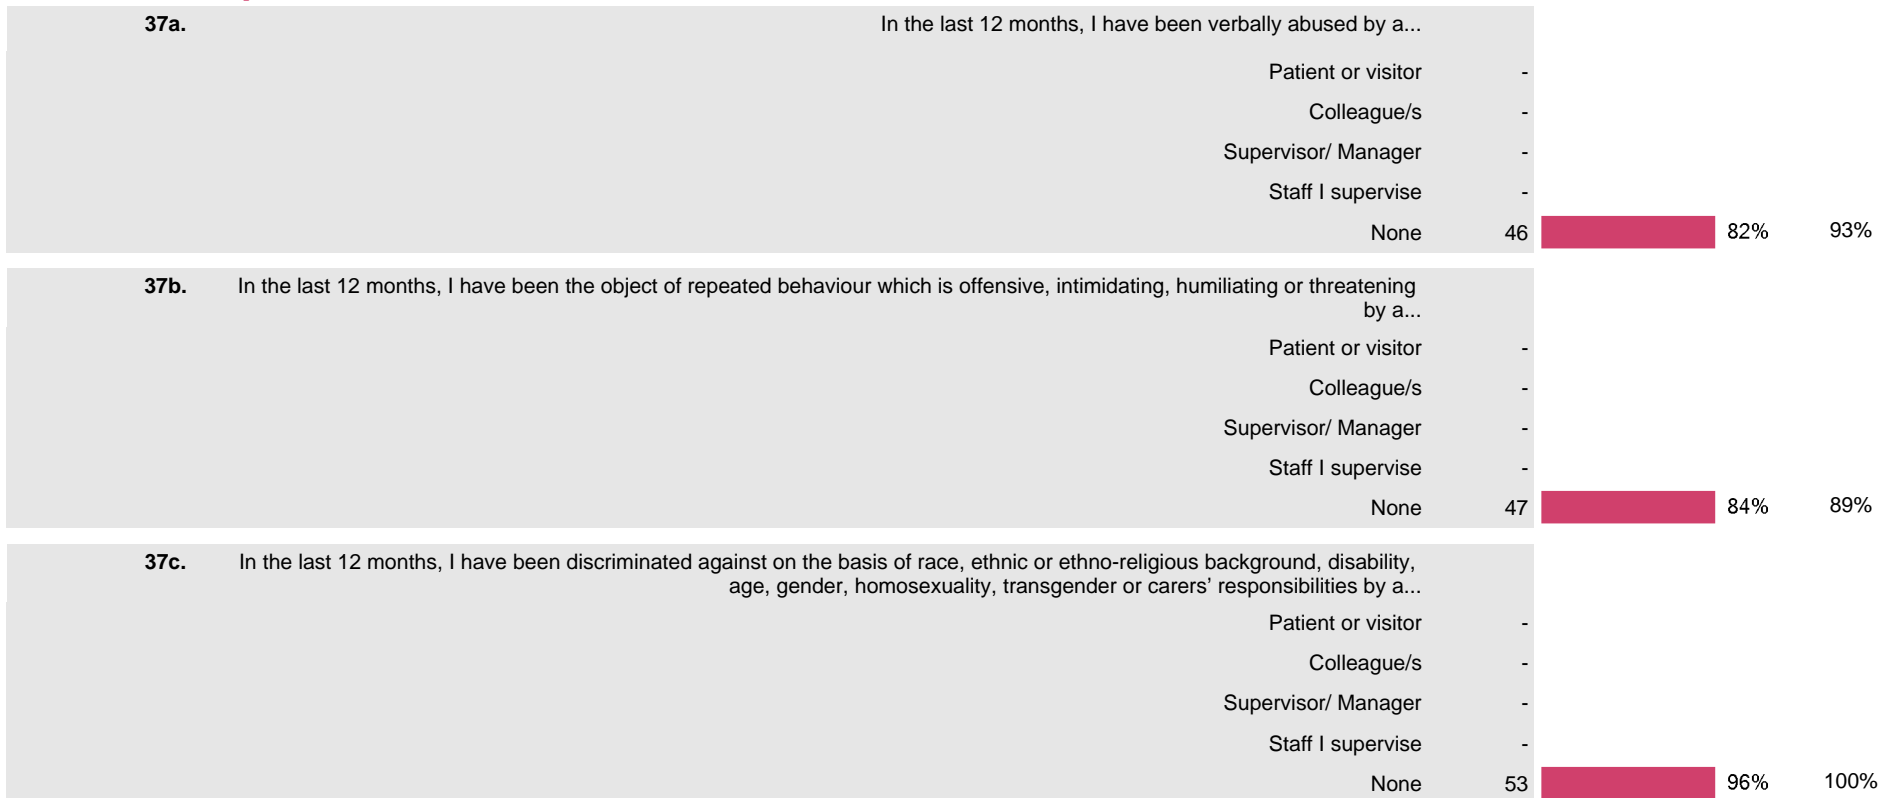 37a. In the last 12 months, I have been verbally abused by a...
Patient or visitor -
Colleague/s -
Supervisor/ Manager -
Staff I supervise -
None 46 82% 93%
37b. In the last 12 months, I have been the object of repeated behaviour which is offensive, intimidating, humiliating or threatening
by a...
Patient or visitor -
Colleague/s -
Supervisor/ Manager -
Staff I supervise -
None 47 84% 89%
37c. In the last 12 months, I have been discriminated against on the basis of race, ethnic or ethno-religious background, disability,
age, gender, homosexuality, transgender or carers’ responsibilities by a...
Patient or visitor -
Colleague/s -
Supervisor/ Manager -
Staff I supervise -
None 53 96% 100%